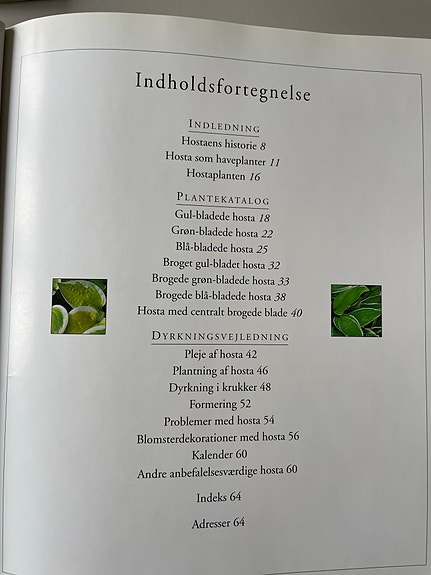 Indholdsfortegnelse
INDLEDNING
Hostaens historie 8
Hosta som haveplanter 11
Hostaplanten 16
PLANTEKATALOG
Gul-bladede hosta 18
Grøn-bladede hosta 22
Blå-bladede hosta 25
Broget gul-bladet hosta 32
Brogede grøn-bladede hosta 33
Brogede blå-bladede hosta 38
Hosta med centralt brogede blade 40
DYRKNINGSVEJLEDNING
Pleje af hosta 42
Plantning af hosta 46
Dyrkning i krukker 48
Formering 52
Problemer med hosta 54
Blomsterdekorationer med hosta 56
Kalender 60
Andre anbefalelsesværdige hosta 60
Indeks 64
Adresser 64